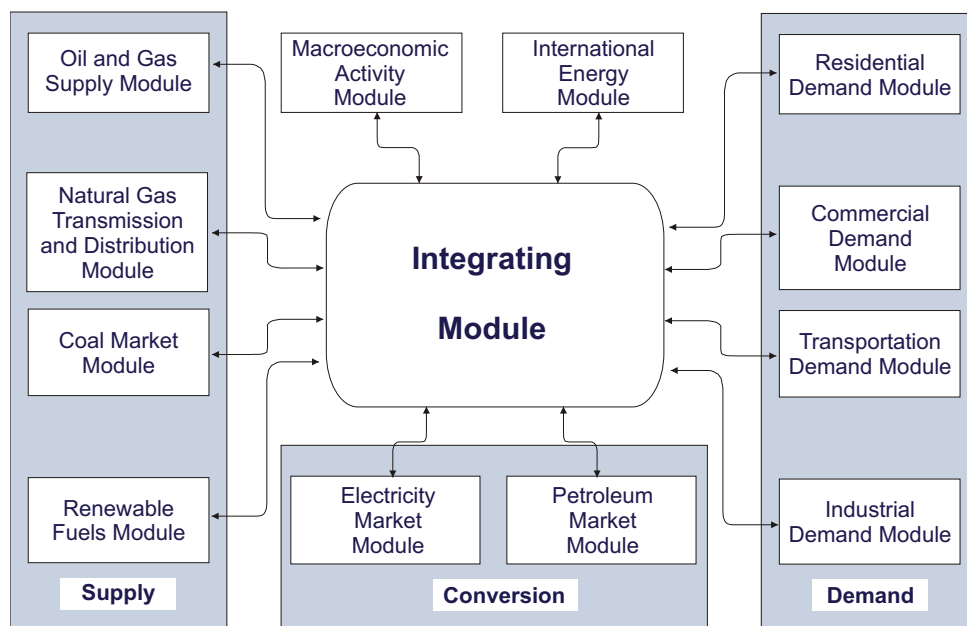 Oil and Gas
Supply Module
Macroeconomic
Activity
Module
International
Energy
Module
Residential
Demand Module
Natural Gas
Transmission
and Distribution
Module
Integrating
Module
Commercial
Demand
Module
Coal Market
Module
Transportation
Demand Module
Renewable
Fuels Module
Electricity
Market
Module
Petroleum
Market
Module
Industrial
Demand Module
Supply
Conversion
Demand